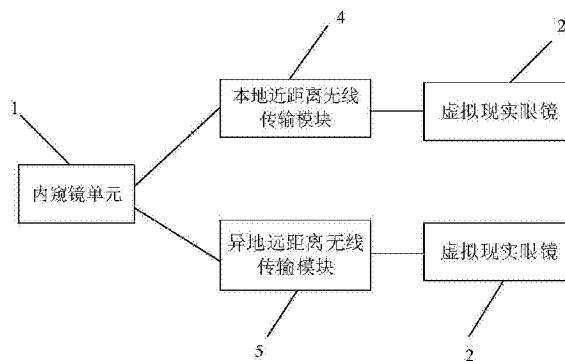 4
2
1
本地近距离无线
传输模块
虚拟现实眼镜
内窥镜单元
异地远距离无线
传输模块
虚拟现实眼镜
5
2